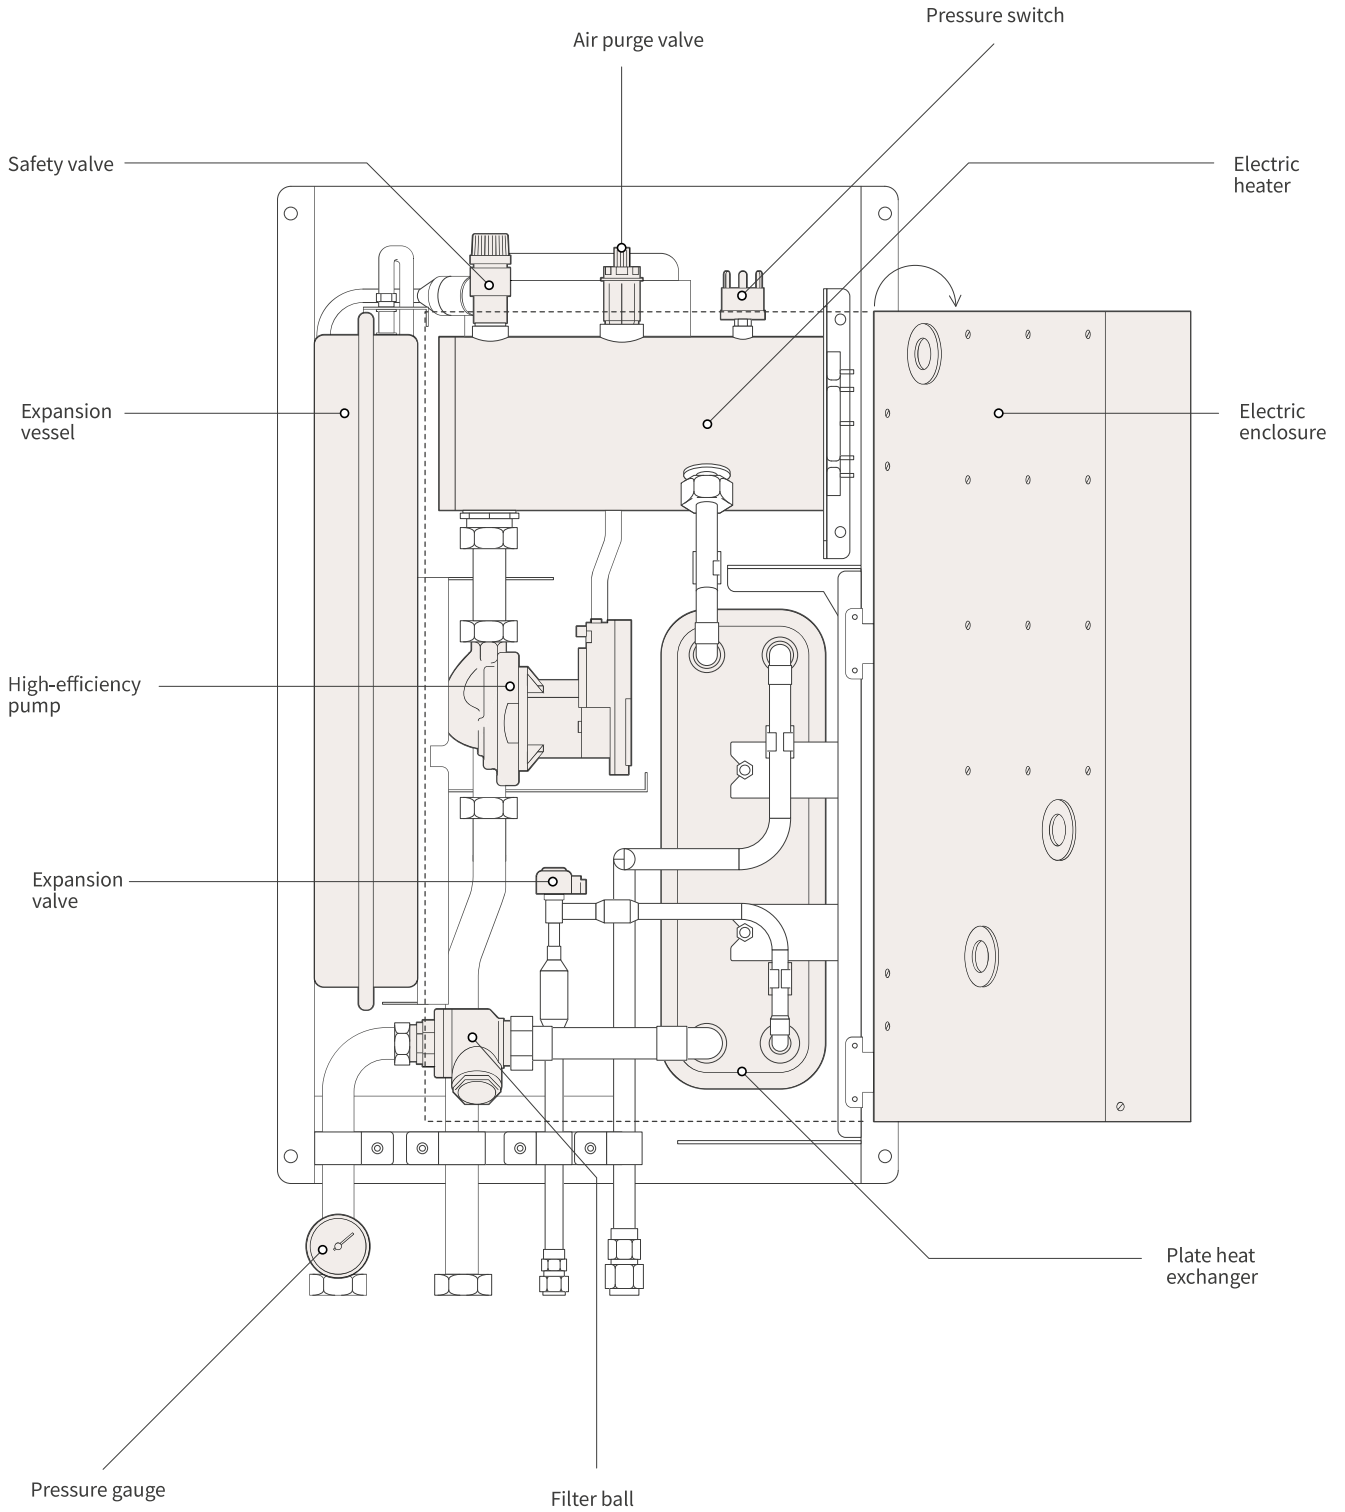 Pressure switch
Air purge valve
Safety valve
Electric
heater
Expansion
vessel
Electric
enclosure
High-efficiency
pump
Expansion
valve
Plate heat
exchanger
Pressure gauge
Filter ball